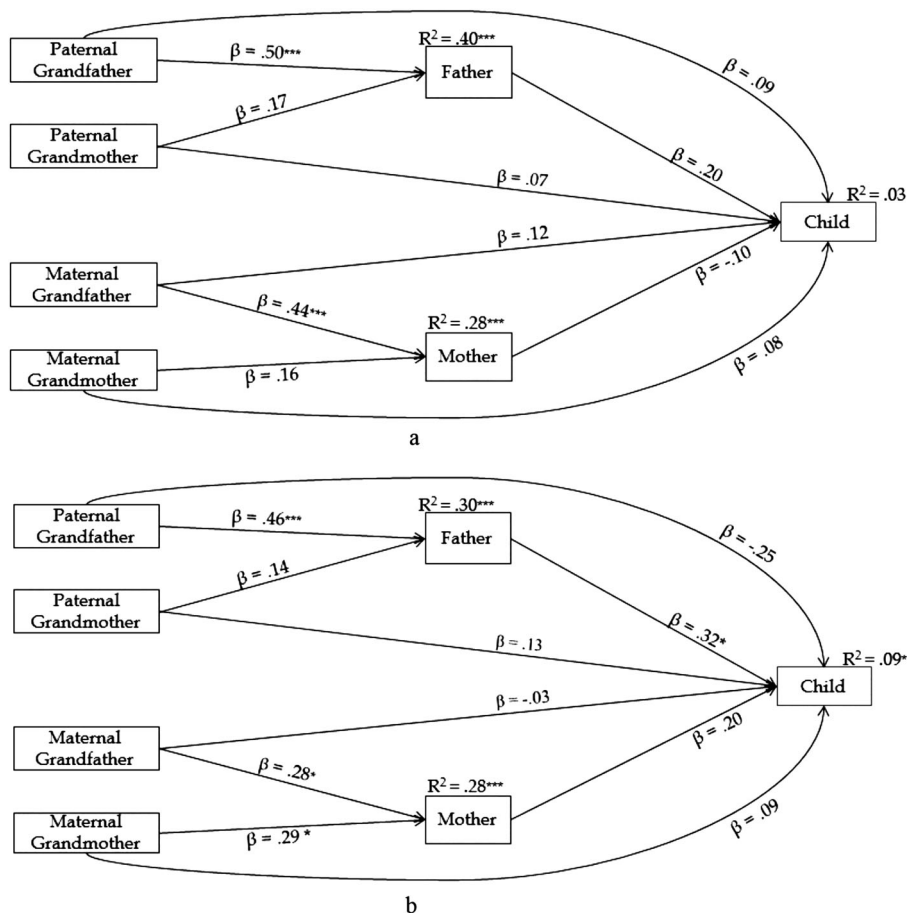 Paternal
Grandfather
β = .50***
R² = .40***
Father
β = .09
β = .17
Paternal
Grandmother
β = .20
β = .07
R² = .03
Child
β = .12
Maternal
Grandfather
β = -.10
β = .44***
R² = .28***
Mother
Maternal
Grandmother
β = .16
β = .08
a
Paternal
Grandfather
β = .46***
R² = .30***
Father
β = -.25
β = .14
Paternal
Grandmother
β = .32*
β = .13
R² = .09*
Child
β = -.03
Maternal
Grandfather
β = .20
β = .28*
R² = .28***
Mother
Maternal
Grandmother
β = .29 *
β = .09
b